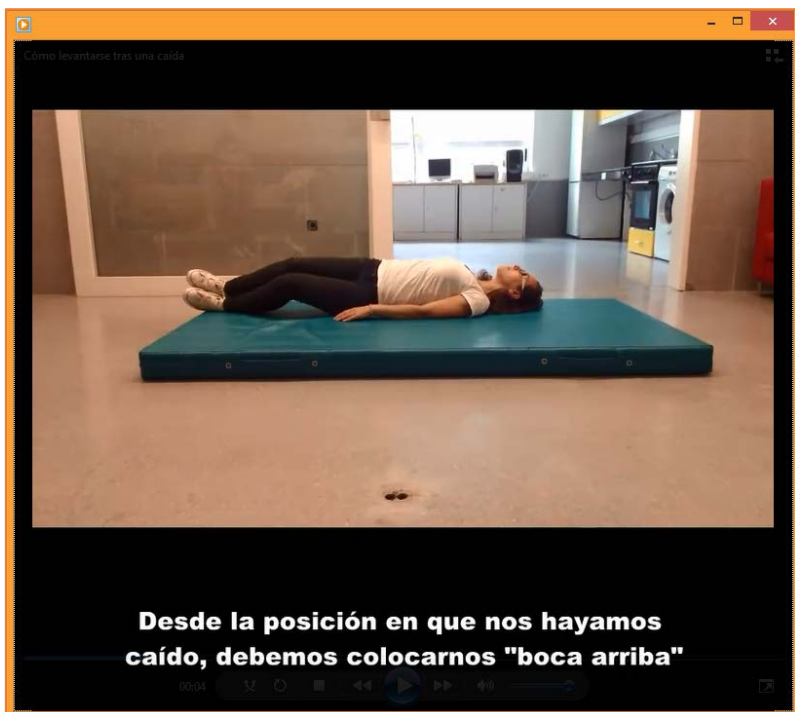 Cómo levantarse tras una caída
Desde la posición en que nos hayamos
caído, debemos colocarnos "boca arriba"
00:04